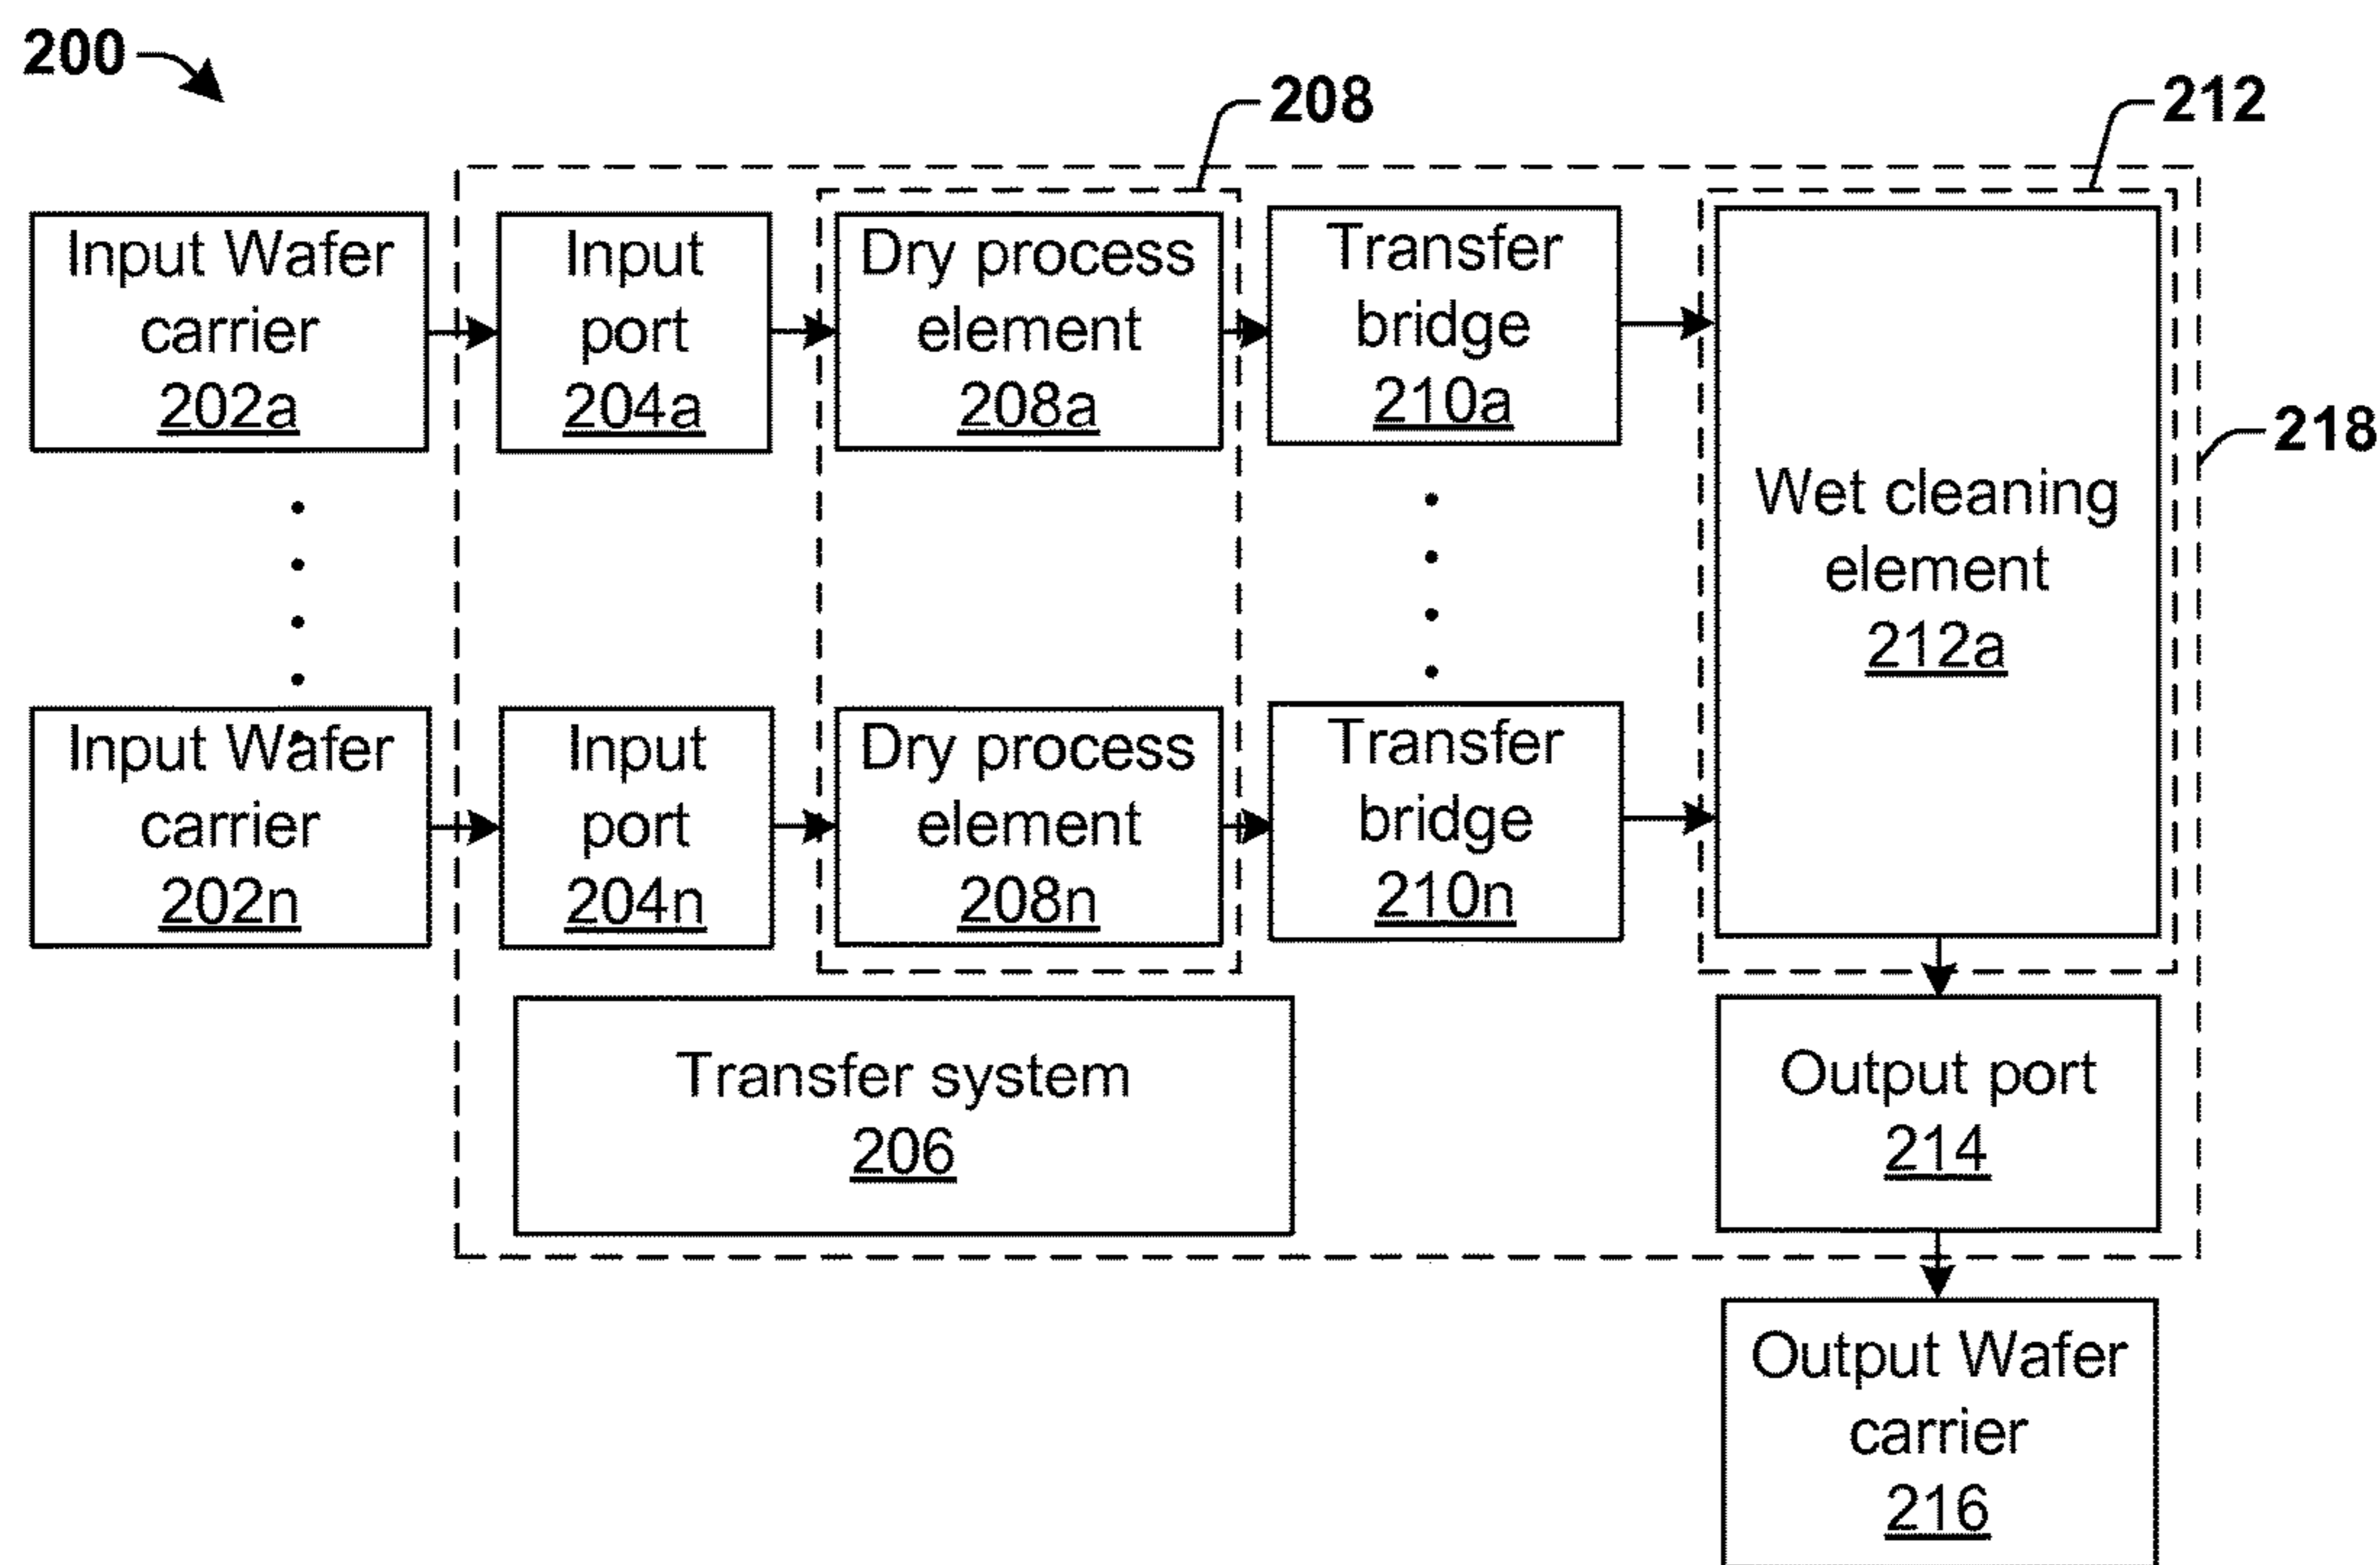 200
208
212
Input Wafer
carrier
202a
Input
port
204a
Dry process
element
208a
Transfer
bridge
210a
Wet cleaning
element
212a
218
Input Wafer
carrier
202n
Input
port
204n
Dry process
element
208n
Transfer
bridge
210n
Transfer system
206
Output port
214
Output Wafer
carrier
216